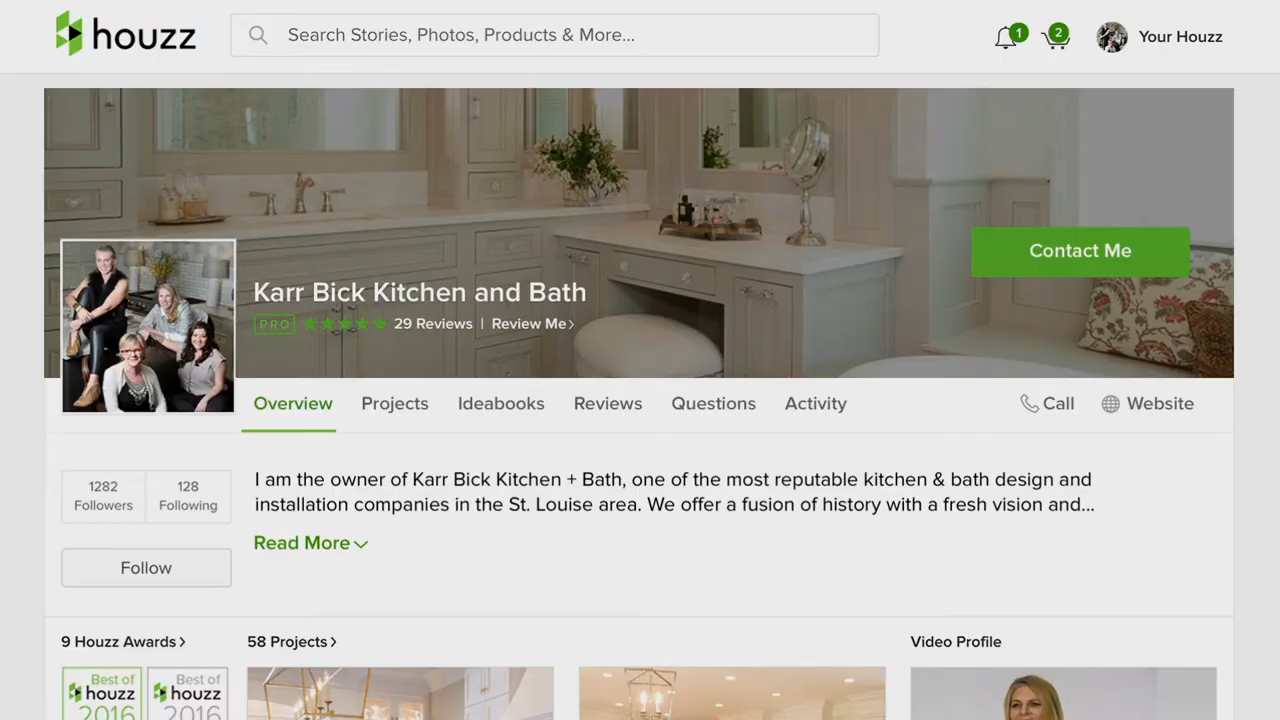 houzz
Search Stories, Photos, Products & More...
1
2
Your Houzz
Contact Me
Karr Bick Kitchen and Bath
PRO
29 Reviews | Review Me
Overview
Projects
Ideabooks
Reviews
Questions
Activity
Call
Website
1282
Followers
128
Following
I am the owner of Karr Bick Kitchen + Bath, one of the most reputable kitchen & bath design and
installation companies in the St. Louise area. We offer a fusion of history with a fresh vision and...
Read More
Follow
9 Houzz Awards
58 Projects
Video Profile
Best of
houzz
2016
Best of
houzz
2016